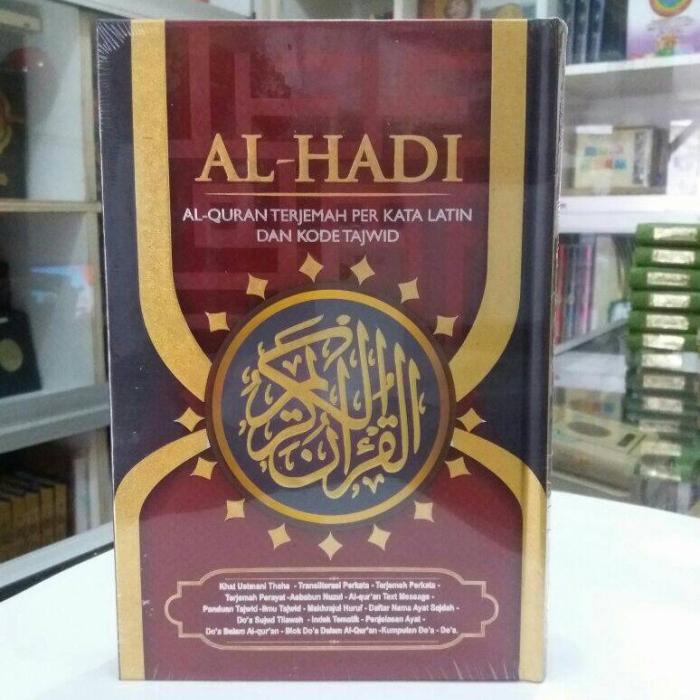 AL-HADI
AL-QURAN TERJEMAH PER KATA LATIN
DAN KODE TAJWID
القرآن الكريم
Khat Ustmani Thaha - Transliterasi Perkata - Terjemah Perkata -
Terjemah Perayat -Asbabun Nuzul - Al-qur'an Text Message -
Panduan Tajwid -Ilmu Tajwid - Makhrajul Huruf - Daftar Nama Ayat Sajdah -
Do'a Sujud Tilawah - Indek Tematik - Penjelasan Ayat -
Do'a Dalam Al-qur'an - Blok Do'a Dalam Al-Qur'an -Kumpulan Do'a - Do'a.